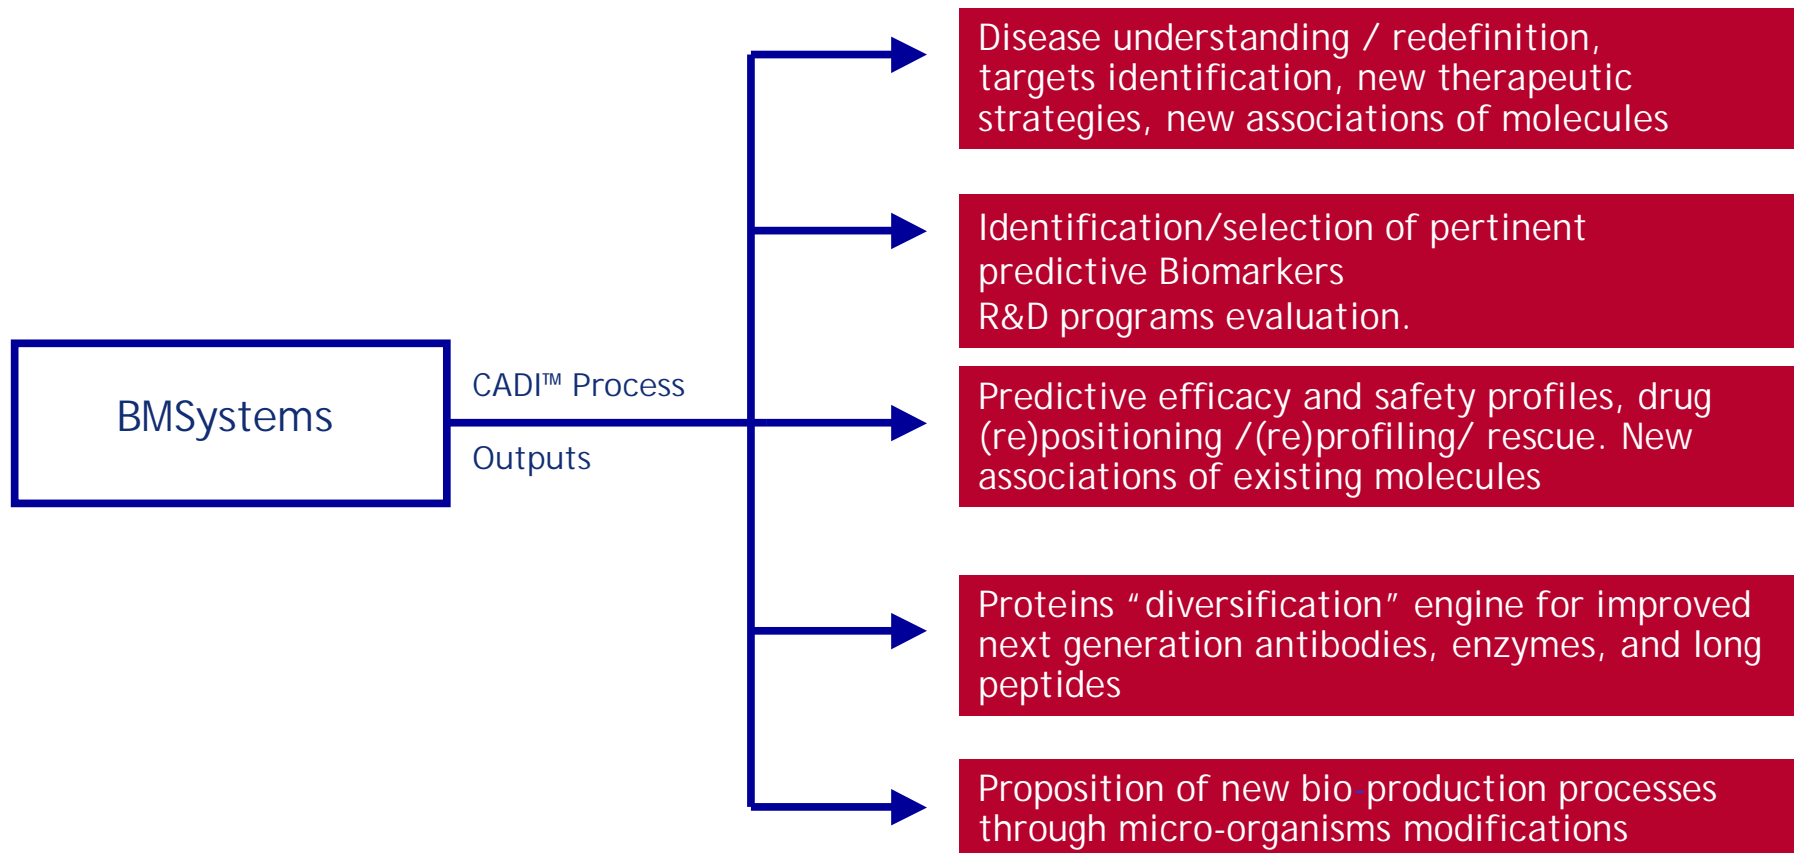 Disease understanding / redefinition,
targets identification, new therapeutic
strategies, new associations of molecules
Identification/selection of pertinent
predictive Biomarkers
R&D programs evaluation.
BMSystems
CADI™ Process
Outputs
Predictive efficacy and safety profiles, drug
(re)positioning /(re)profiling/ rescue. New
associations of existing molecules
Proteins “diversification” engine for improved
next generation antibodies, enzymes, and long
peptides
Proposition of new bio-production processes
through micro-organisms modifications